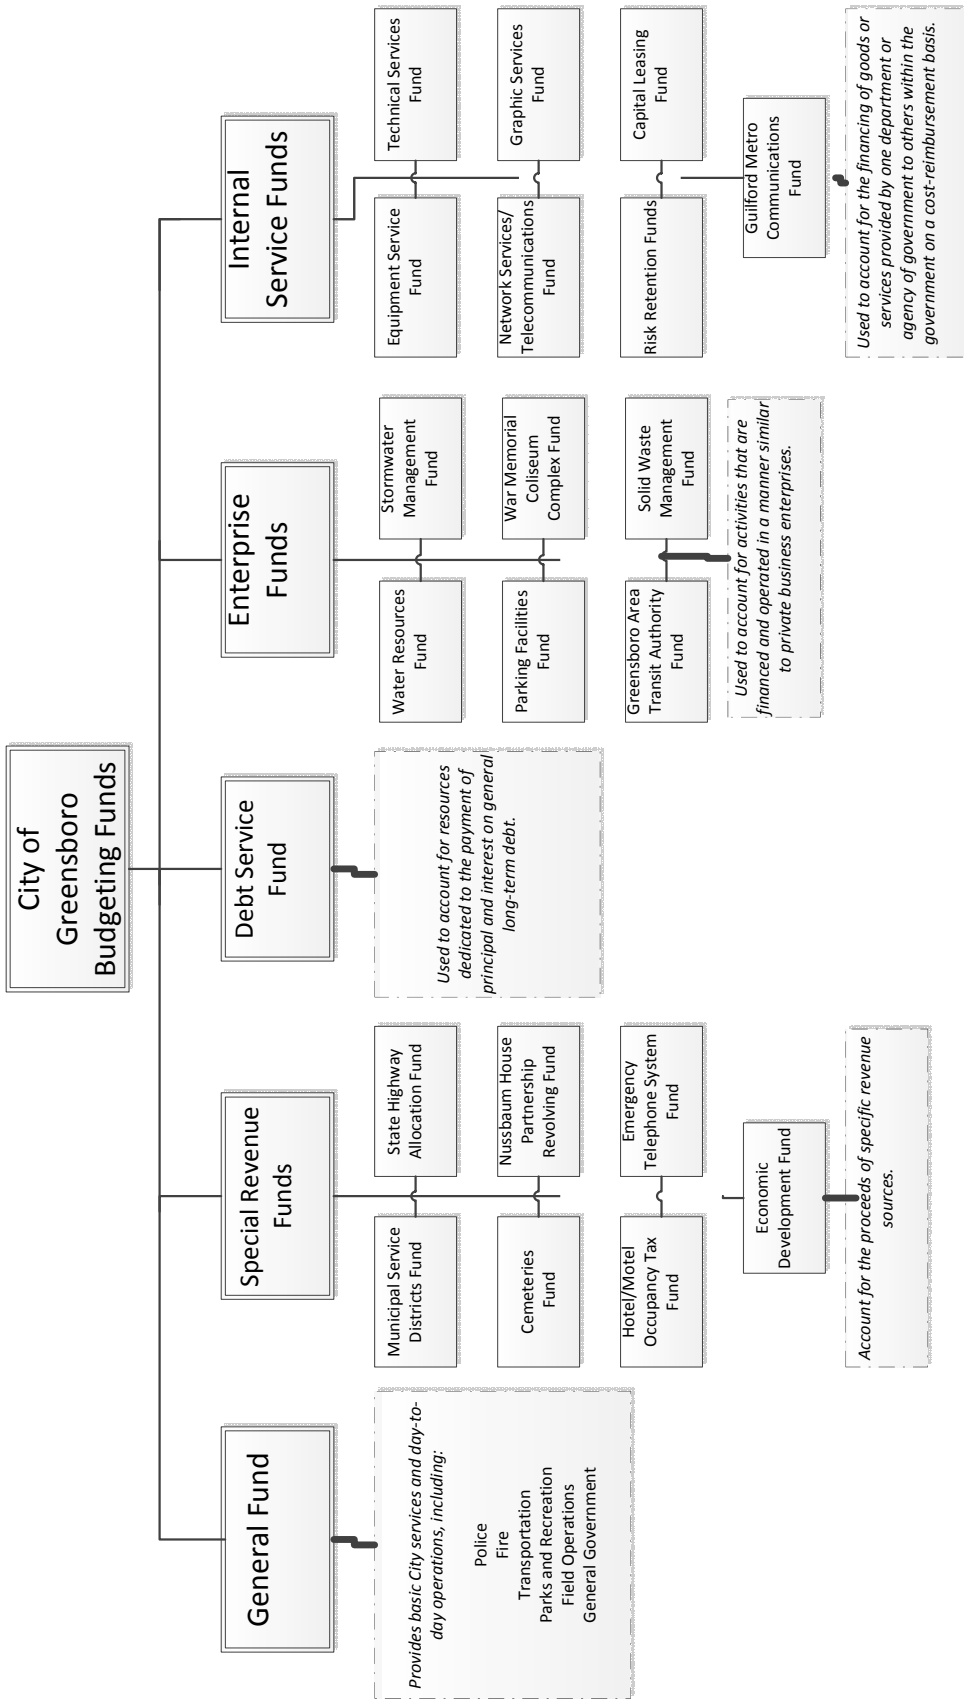 City of
Greensboro
Budgeting Funds
General Fund
Provides basic City services and day-to-
day operations, including:
Police
Fire
Transportation
Parks and Recreation
Field Operations
General Government
Special Revenue
Funds
Municipal Service
Districts Fund
State Highway
Allocation Fund
Cemeteries
Fund
Nussbaum House
Partnership
Revolving Fund
Hotel/Motel
Occupancy Tax
Fund
Emergency
Telephone System
Fund
Economic
Development Fund
Account for the proceeds of specific revenue
sources.
Debt Service
Fund
Used to account for resources
dedicated to the payment of
principal and interest on general
long-term debt.
Enterprise
Funds
Water Resources
Fund
Stormwater
Management
Fund
Parking Facilities
Fund
War Memorial
Coliseum
Complex Fund
Greensboro Area
Transit Authority
Fund
Solid Waste
Management
Fund
Used to account for activities that are
financed and operated in a manner similar
to private business enterprises.
Internal
Service Funds
Equipment Service
Fund
Technical Services
Fund
Network Services/
Telecommunications
Fund
Graphic Services
Fund
Risk Retention Funds
Capital Leasing
Fund
Guilford Metro
Communications
Fund
Used to account for the financing of goods or
services provided by one department or
agency of government to others within the
government on a cost-reimbursement basis.